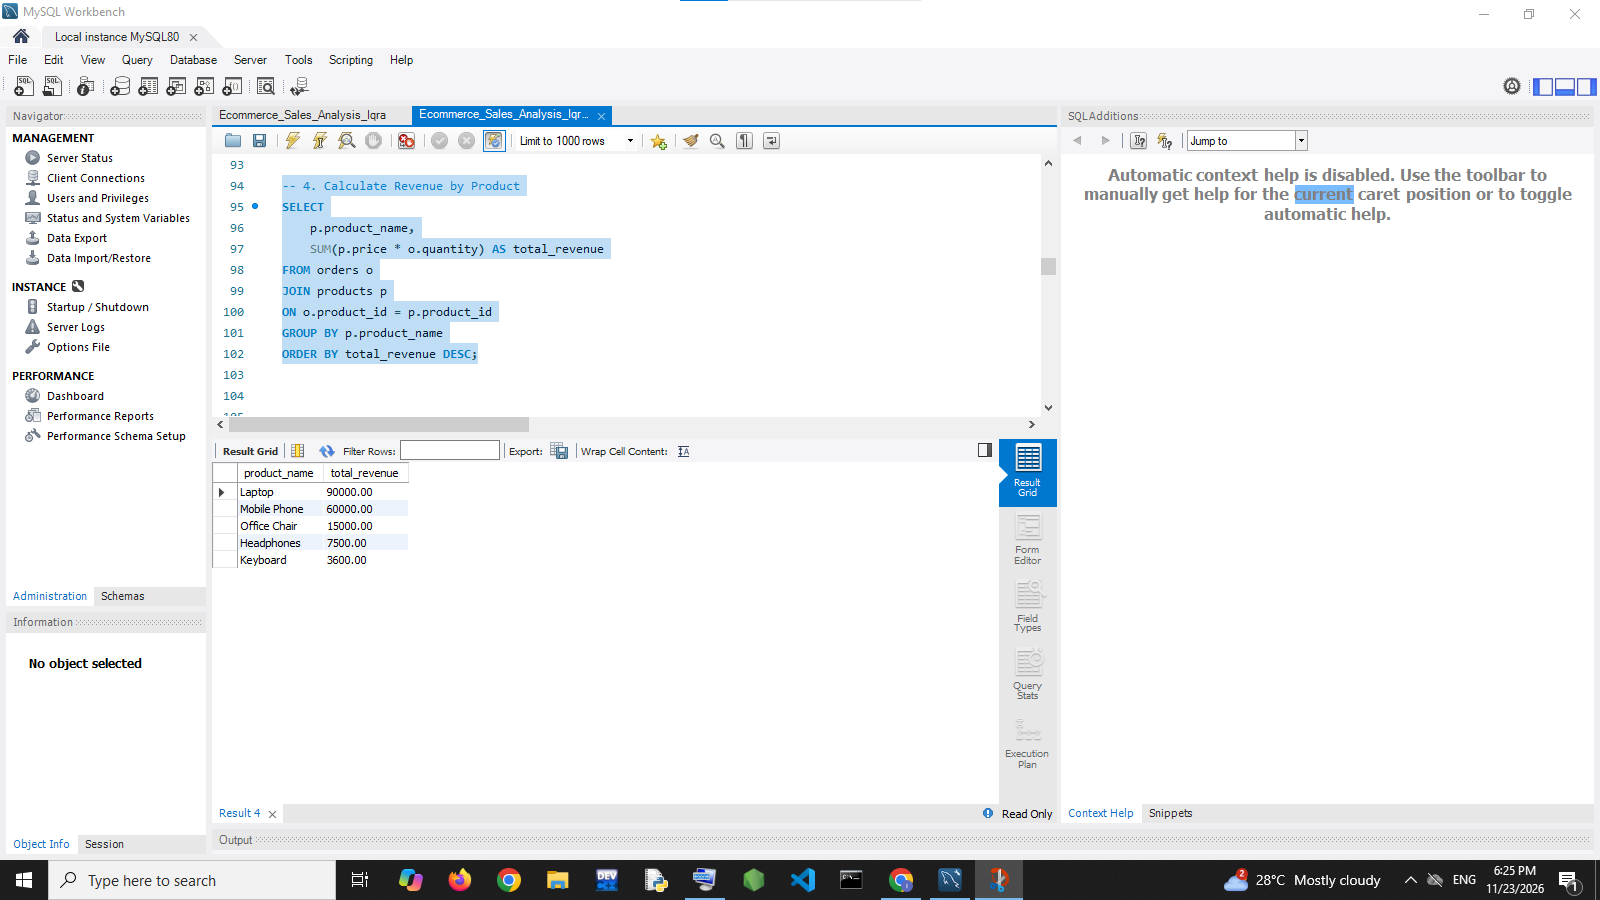 MySQL Workbench
Local instance MySQL80
File Edit View Query Database Server Tools Scripting Help
Navigator
MANAGEMENT
Server Status
Client Connections
Users and Privileges
Status and System Variables
Data Export
Data Import/Restore
INSTANCE
Startup / Shutdown
Server Logs
Options File
PERFORMANCE
Dashboard
Performance Reports
Performance Schema Setup
Administration Schemas
Information
No object selected
Object Info Session
Ecommerce_Sales_Analysis_Iqra Ecommerce_Sales_Analysis_Iqr...
Limit to 1000 rows
93
94 -- 4. Calculate Revenue by Product
95 SELECT
96 p.product_name,
97 SUM(p.price * o.quantity) AS total_revenue
98 FROM orders o
99 JOIN products p
100 ON o.product_id = p.product_id
101 GROUP BY p.product_name
102 ORDER BY total_revenue DESC;
103
104
105
Result Grid Filter Rows: Export: Wrap Cell Content:
product_name total_revenue
Laptop 90000.00
Mobile Phone 60000.00
Office Chair 15000.00
Headphones 7500.00
Keyboard 3600.00
Result
Grid
Form
Editor
Field
Types
Query
Stats
Execution
Plan
Result 4 Read Only
Output
SQLAdditions
Jump to
Automatic context help is disabled. Use the toolbar to
manually get help for the current caret position or to toggle
automatic help.
Context Help Snippets
Type here to search
28°C Mostly cloudy
ENG
6:25 PM
11/23/2026